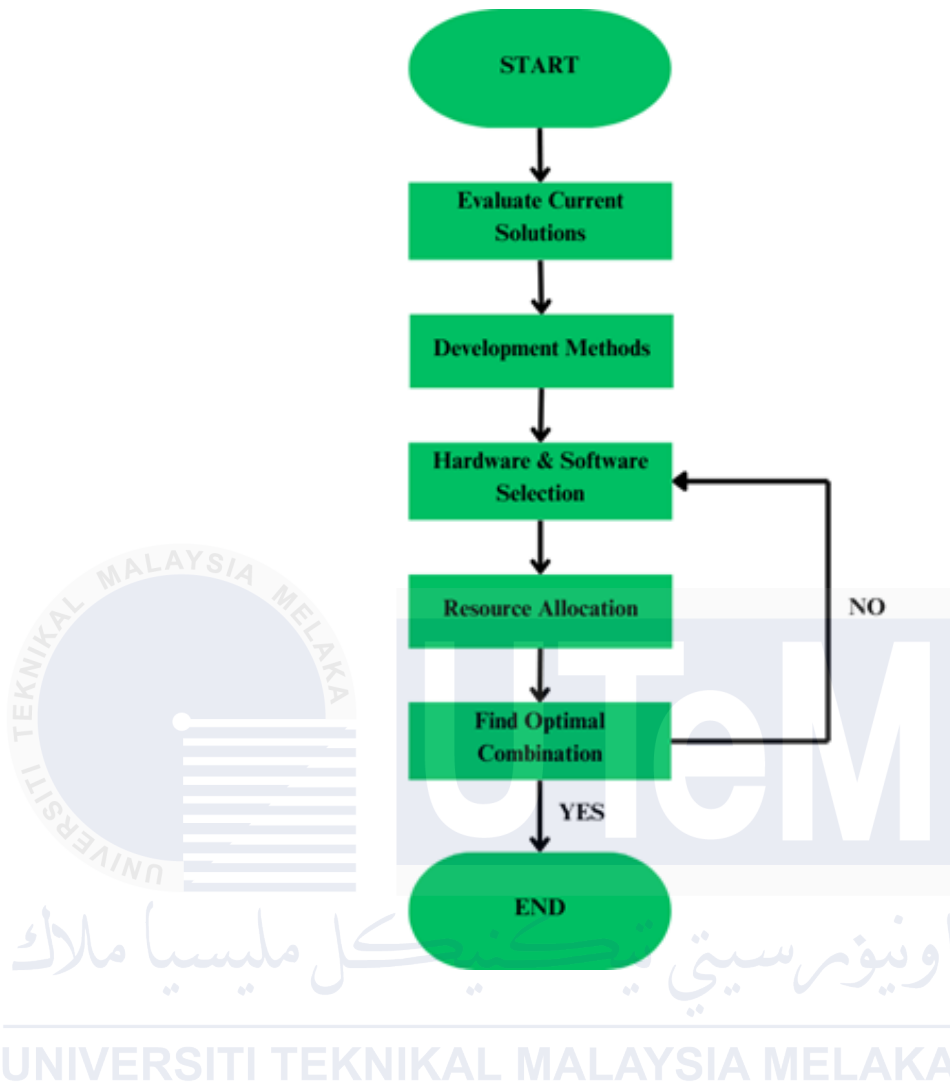 START
Evaluate Current
Solutions
Development Methods
Hardware & Software
Selection
Resource Allocation
NO
Find Optimal
Combination
YES
END
UNIVERSITI TEKNIKAL MALAYSIA MELAKA
UTeM
اونيۏرسيتي تيكنيكل مليسيا ملاك
UNIVERSITI TEKNIKAL MALAYSIA MELAKA